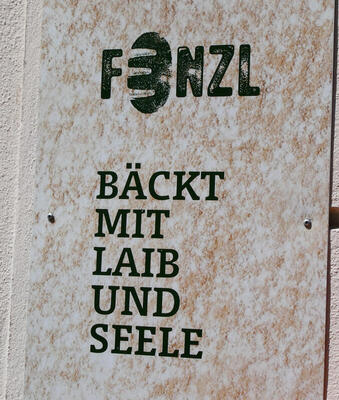 FENZL
BÄCKT
MIT
LAIB
UND
SEELE